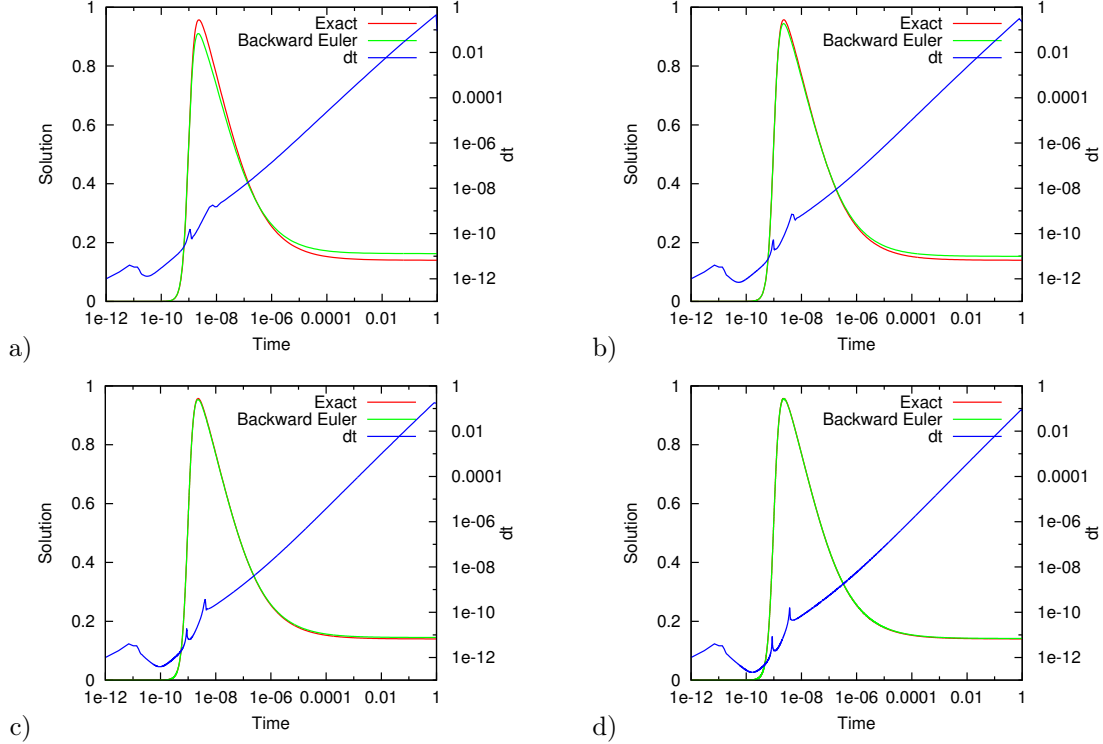 1 1
Exact
Backward Euler
dt
0.8 0.01
0.0001
0.6
1e-06
0.4
1e-08
0.2 1e-10
1e-12
0
Solution
dt
1e-12 1e-10 1e-08 1e-06 0.0001 0.01 1
Time
a)
1 1
Exact
Backward Euler
dt
0.8 0.01
0.0001
0.6
1e-06
0.4
1e-08
0.2 1e-10
1e-12
0
Solution
dt
1e-12 1e-10 1e-08 1e-06 0.0001 0.01 1
Time
b)
1 1
Exact
Backward Euler
dt
0.8 0.01
0.0001
0.6
1e-06
0.4
1e-08
0.2 1e-10
1e-12
0
Solution
dt
1e-12 1e-10 1e-08 1e-06 0.0001 0.01 1
Time
c)
1 1
Exact
Backward Euler
dt
0.8 0.01
0.0001
0.6
1e-06
0.4
1e-08
0.2 1e-10
1e-12
0
Solution
dt
1e-12 1e-10 1e-08 1e-06 0.0001 0.01 1
Time
d)